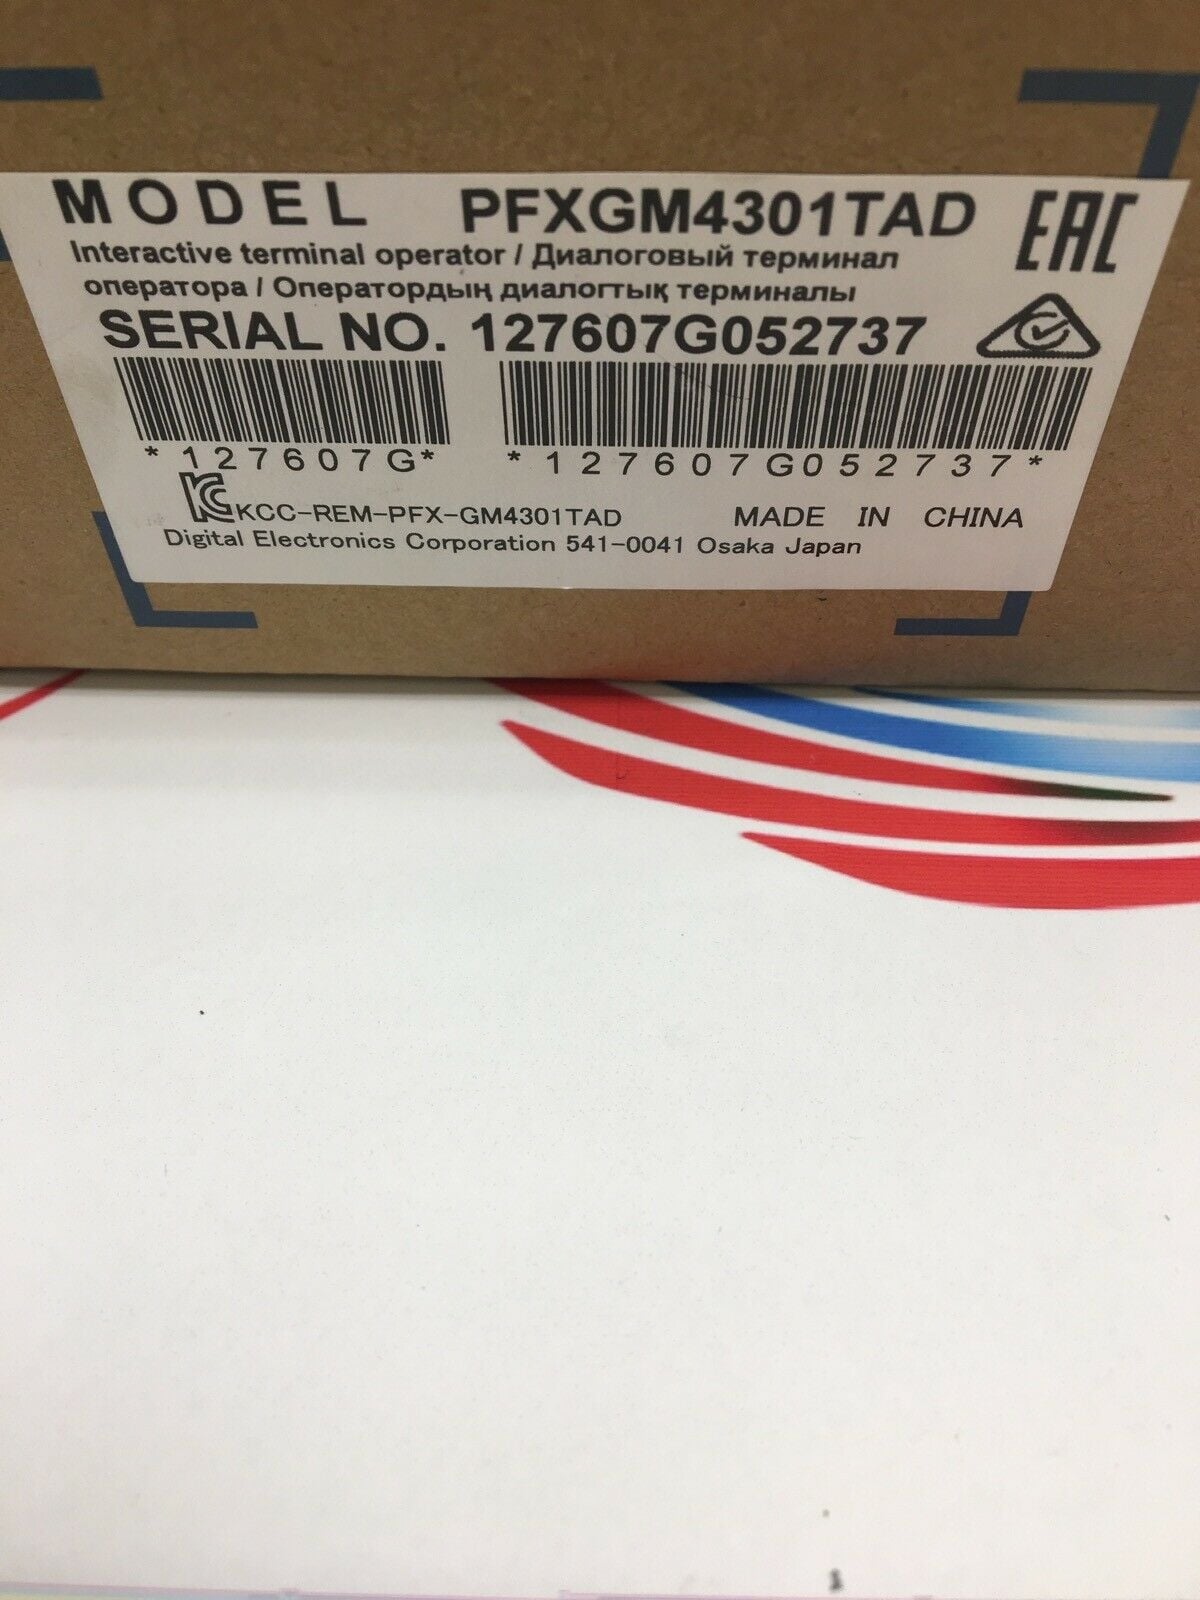 MODEL PFXGM4301TAD EAC
Interactive terminal operator / Диалоговый терминал
оператора / Оператордың диалогтық терминалы
SERIAL NO. 127607G052737
*127607G* *127607G052737*
KCC-REM-PFX-GM4301TAD MADE IN CHINA
Digital Electronics Corporation 541-0041 Osaka Japan